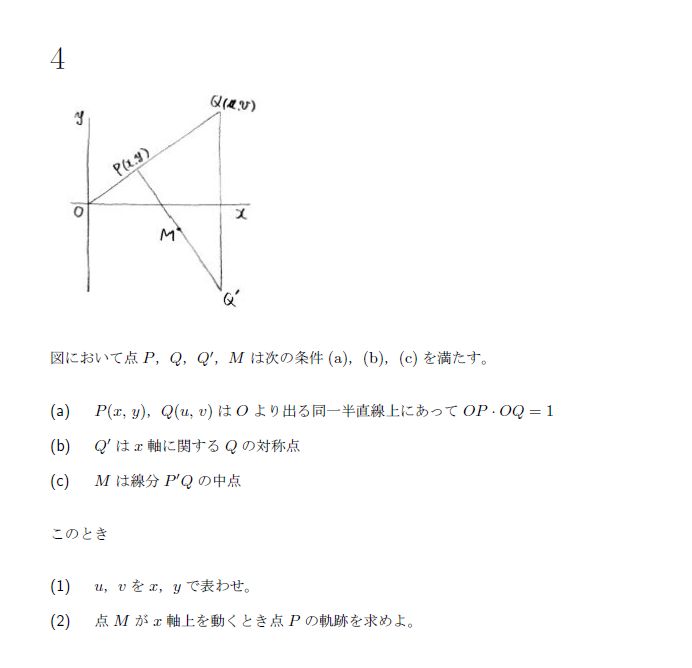 4
Q(u,v)
y
P(x,y)
O
x
M
Q′
図において点 P，Q，Q′，M は次の条件 (a)，(b)，(c) を満たす。
(a) P(x, y)，Q(u, v) は O より出る同一半直線上にあって OP · OQ = 1
(b) Q′ は x 軸に関する Q の対称点
(c) M は線分 P′Q の中点
このとき
(1) u，v を x，y で表わせ。
(2) 点 M が x 軸上を動くとき点 P の軌跡を求めよ。